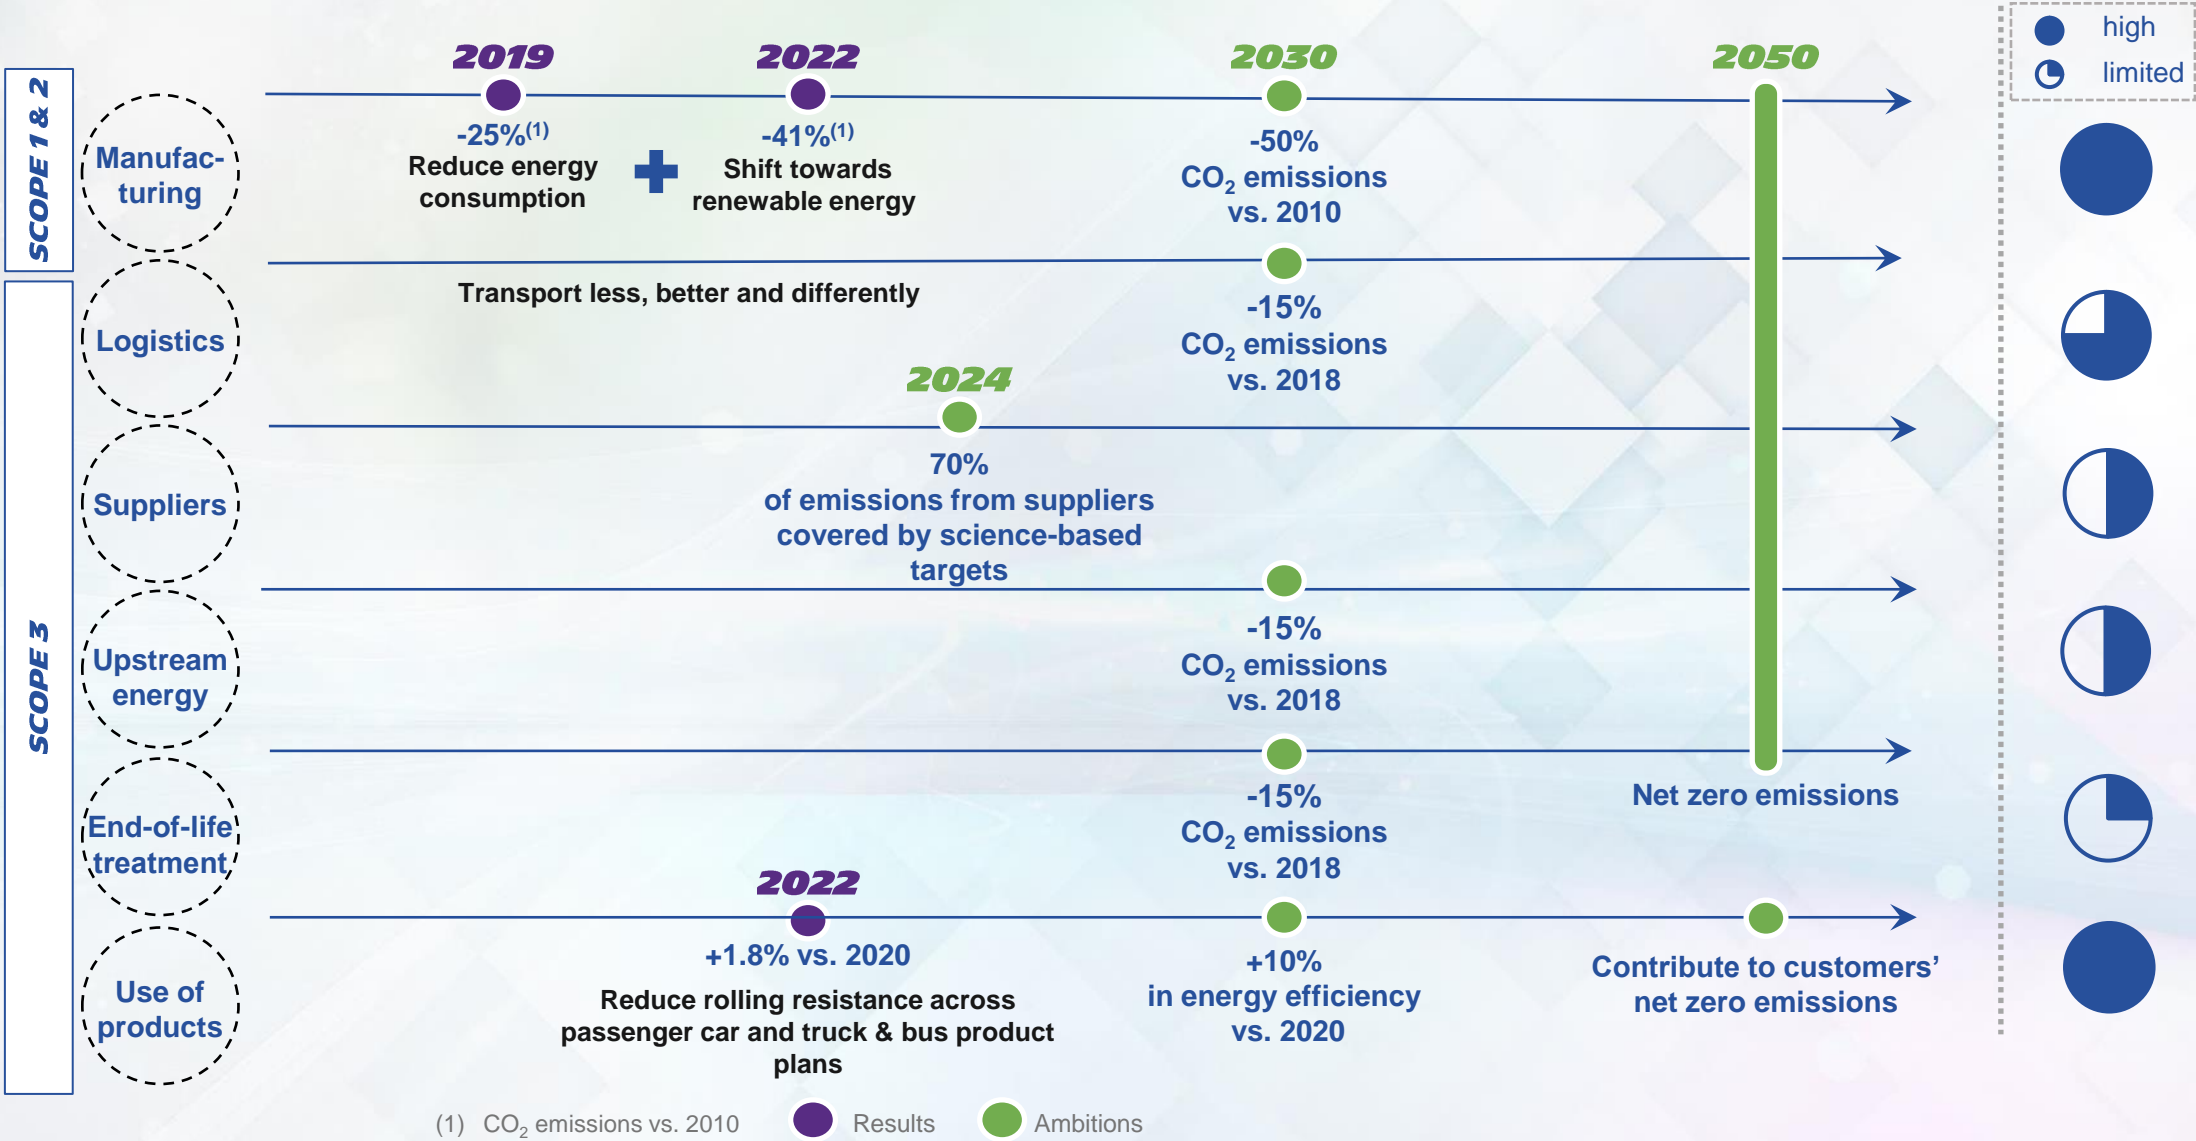 high
limited
2019
2022
2030
2050
SCOPE 1 & 2
Manufac-
turing
-25%(1)
Reduce energy
consumption
-41%(1)
Shift towards
renewable energy
-50%
CO2 emissions
vs. 2010
Logistics
Transport less, better and differently
-15%
CO2 emissions
vs. 2018
SCOPE 3
Suppliers
2024
70%
of emissions from suppliers
covered by science-based
targets
Upstream
energy
-15%
CO2 emissions
vs. 2018
End-of-life
treatment
-15%
CO2 emissions
vs. 2018
Net zero emissions
Use of
products
2022
+1.8% vs. 2020
Reduce rolling resistance across
passenger car and truck & bus product
plans
+10%
in energy efficiency
vs. 2020
Contribute to customers’
net zero emissions
(1) CO2 emissions vs. 2010
Results
Ambitions